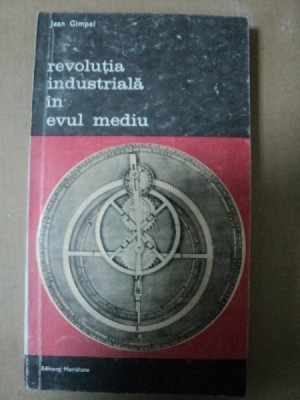 Jean Gimpel
revoluția
industrială
în
evul mediu
Editura Meridiane